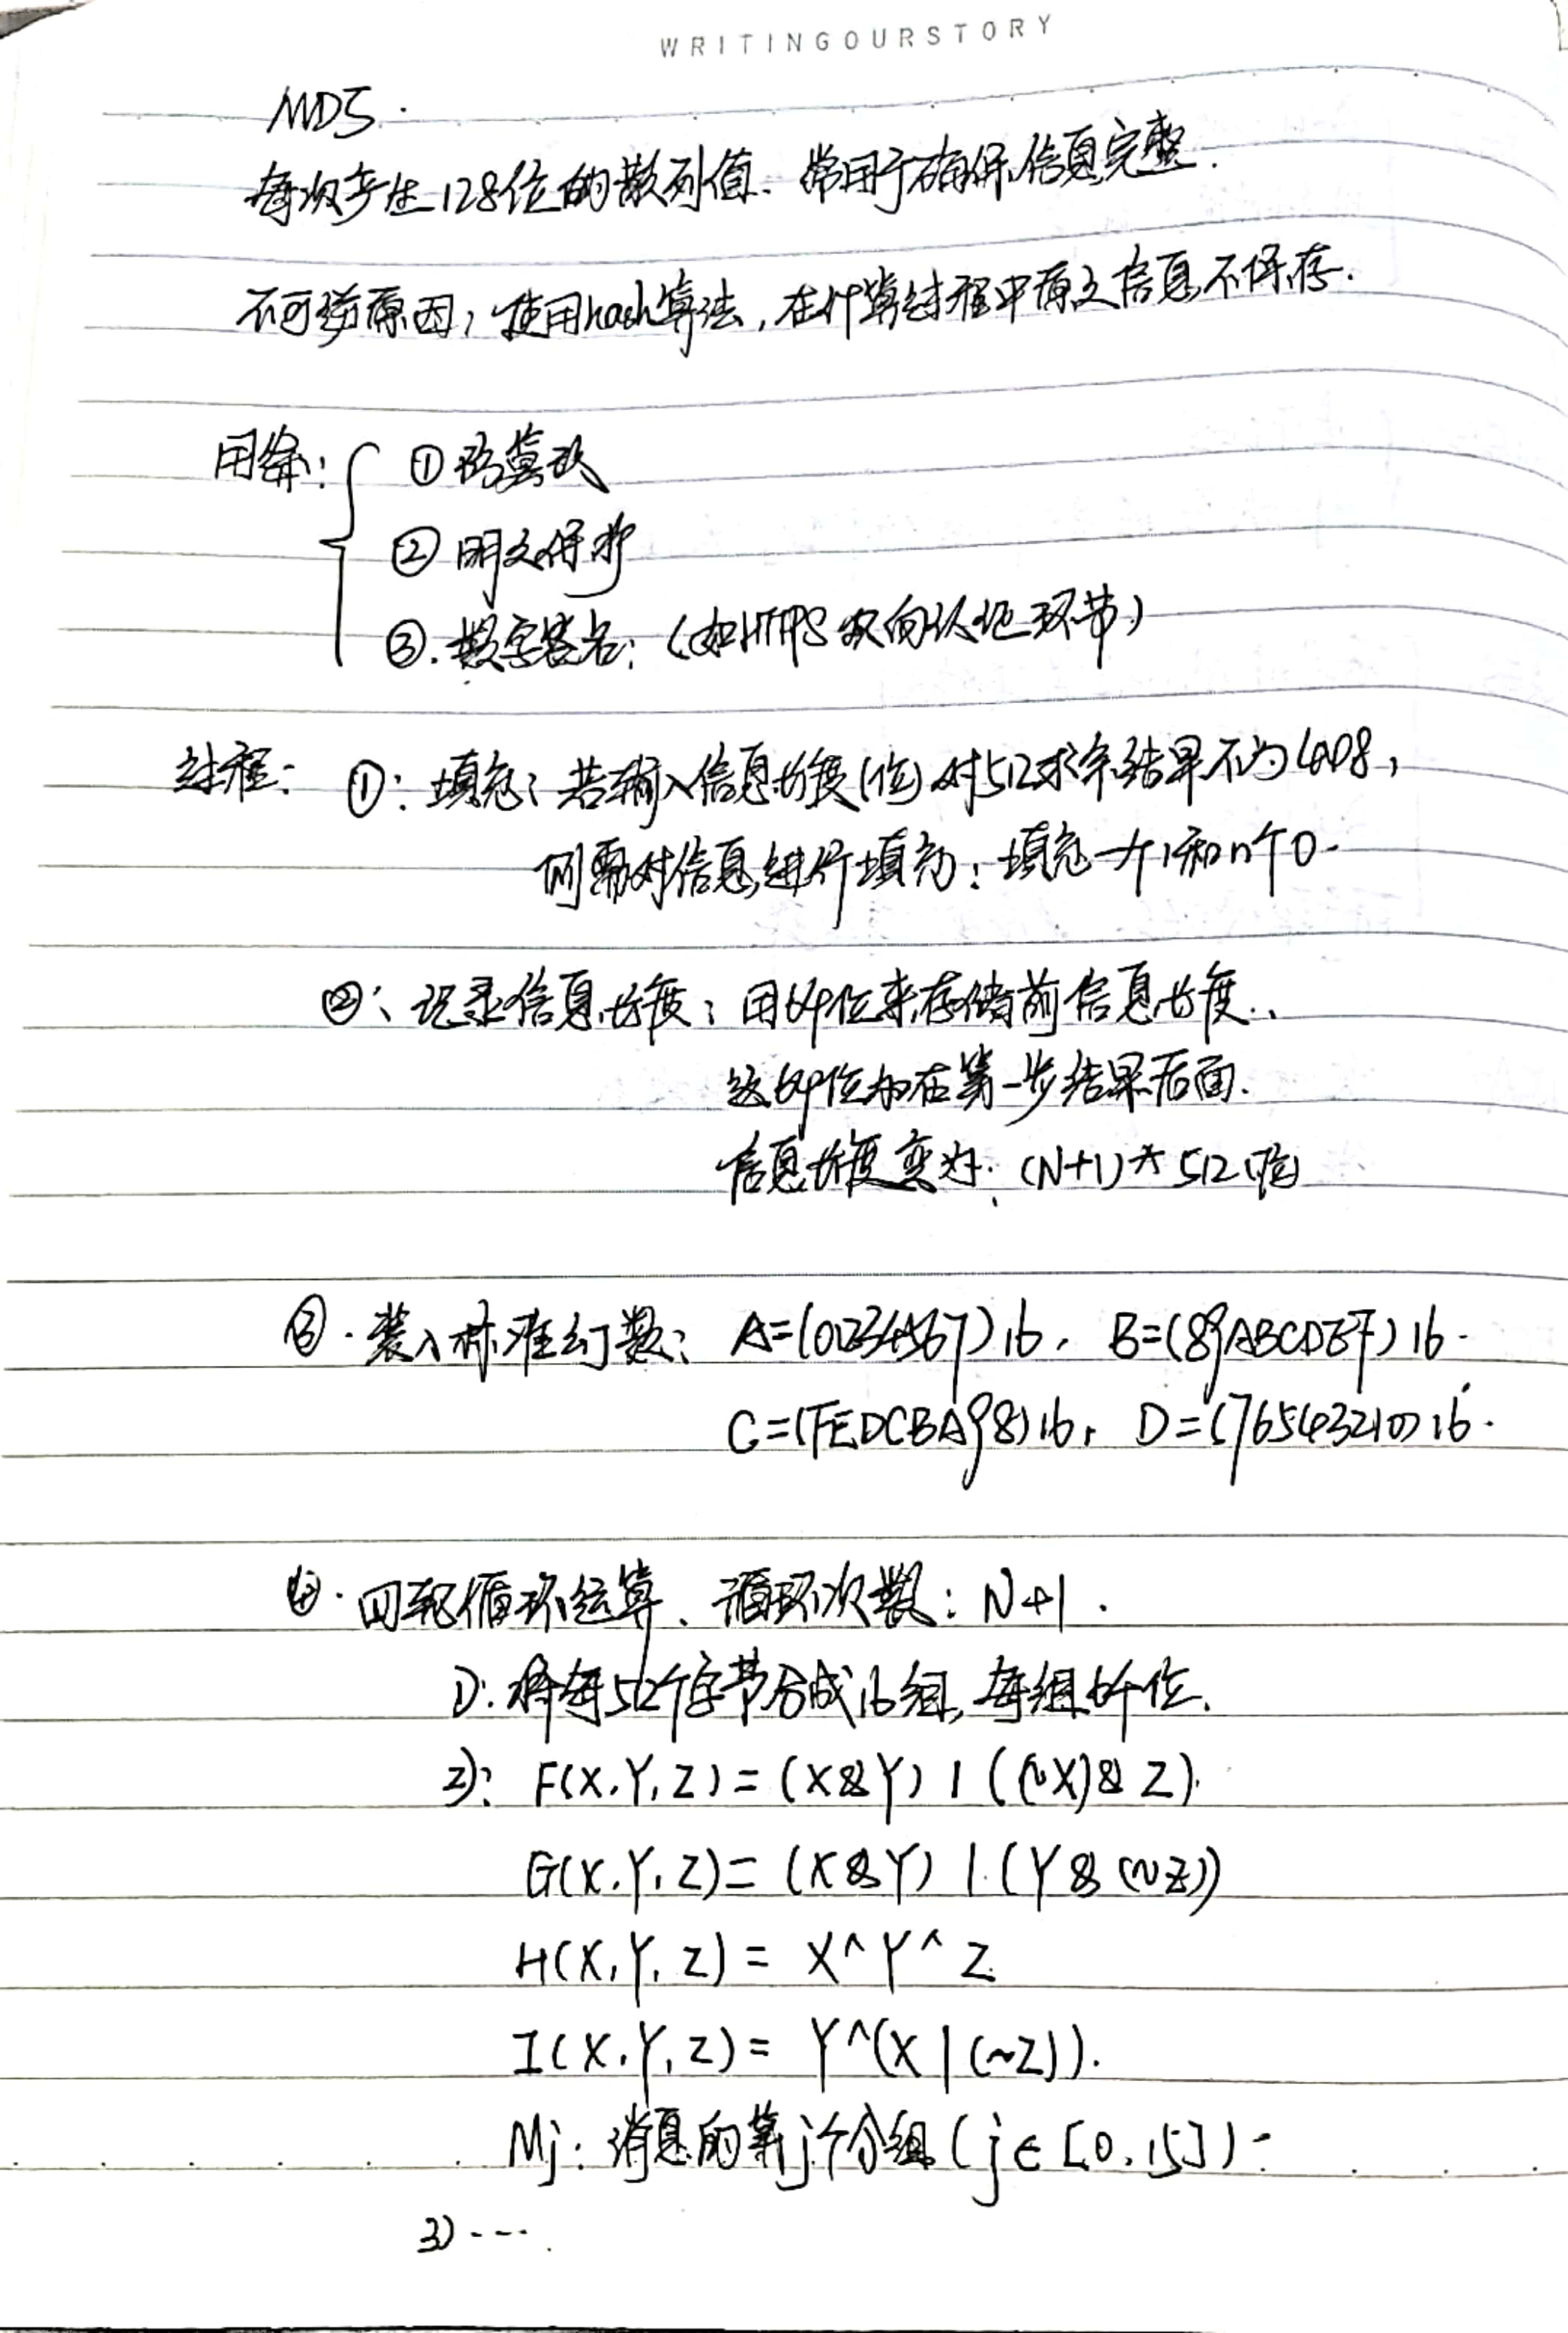 WRITINGOURSTORY
MD5.
每次产生128位的散列值、常用于确保信息完整.
不可逆原因: 使用hash算法,在计算过程中原文信息不保存.
用途:
① 防篡改
② 明文保护
③. 数字签名: (如HTTPS 双向认证环节)
过程: ①: 填充: 若输入信息长度(位)对512求余结果不为448,
则需对信息进行填充: 填充一个1和n个0.
②: 记录信息长度: 用64位来存储前信息长度.
这64位加在第一步结果后面.
信息长度变为: (N+1)*512(位)
③. 装入标准幻数: A=(01234567)16, B=(89ABCDEF)16.
C=(FEDCBA98)16, D=(76543210)16.
④. 四轮循环运算、循环次数: N+1.
1): 将每512个字节分成16组,每组64个位.
2): F(X,Y,Z)=(X&Y)|((~X)&Z).
G(X,Y,Z)=(X&Y)|(Y&(~Z))
H(X,Y,Z)= X^Y^Z
I(X,Y,Z)= Y^(X|(~Z)).
Mj: 消息的第j个分组(j∈[0,15])-
3)----.